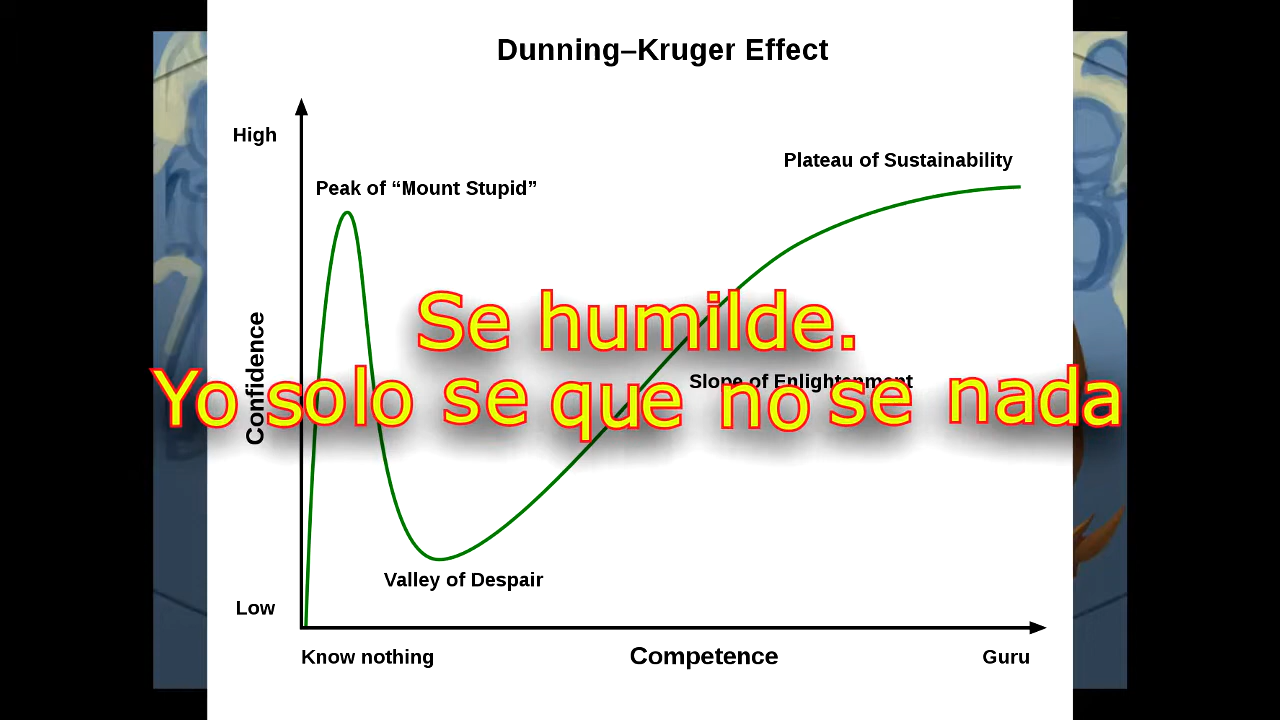 Dunning–Kruger Effect
High
Plateau of Sustainability
Peak of “Mount Stupid”
Se humilde.
Confidence
Slope of Enlightenment
Yo solo se que no se nada
Valley of Despair
Low
Know nothing
Competence
Guru